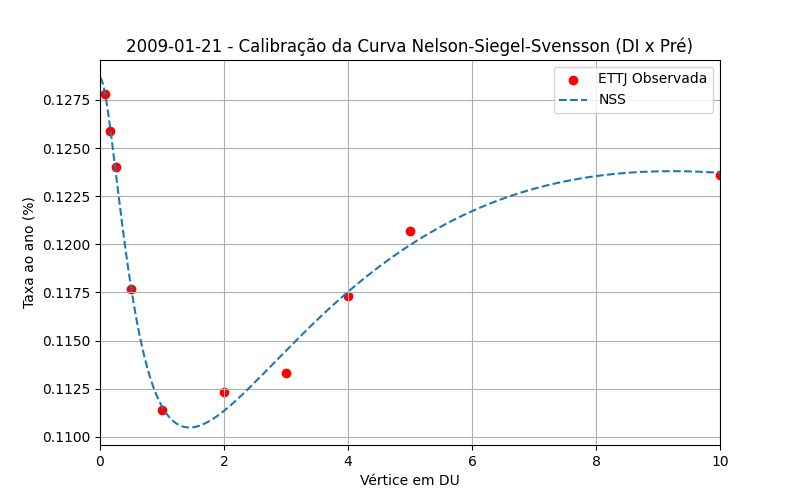 2009-01-21 - Calibração da Curva Nelson-Siegel-Svensson (DI x Pré)
ETTJ Observada
NSS
Taxa ao ano (%)
0.1275
0.1250
0.1225
0.1200
0.1175
0.1150
0.1125
0.1100
0 2 4 6 8 10
Vértice em DU